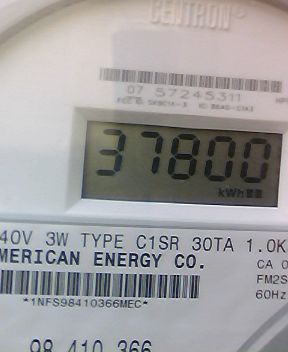 CENTRON®
07 57245311
37800
kWh
40V 3W TYPE C1SR 30TA 1.0K
MERICAN ENERGY CO.
CA 0
FM2S
*1NFS98410366MEC*
60Hz
98 410 366